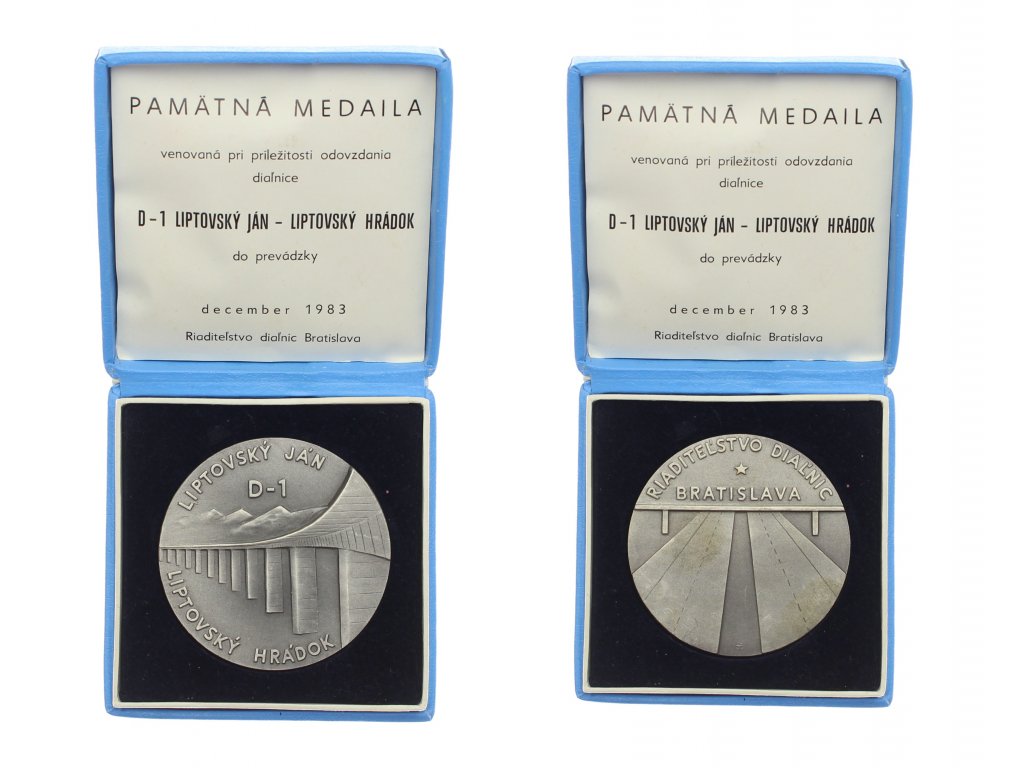 PAMÄTNÁ MEDAILA
venovaná pri príležitosti odovzdania
diaľnice
D-1 LIPTOVSKÝ JÁN - LIPTOVSKÝ HRÁDOK
do prevádzky
december 1983
Riaditeľstvo diaľnic Bratislava
LIPTOVSKÝ JÁN
D-1
LIPTOVSKÝ HRÁDOK
PAMÄTNÁ MEDAILA
venovaná pri príležitosti odovzdania
diaľnice
D-1 LIPTOVSKÝ JÁN - LIPTOVSKÝ HRÁDOK
do prevádzky
december 1983
Riaditeľstvo diaľnic Bratislava
RIADITEĽSTVO DIAĽNIC
BRATISLAVA